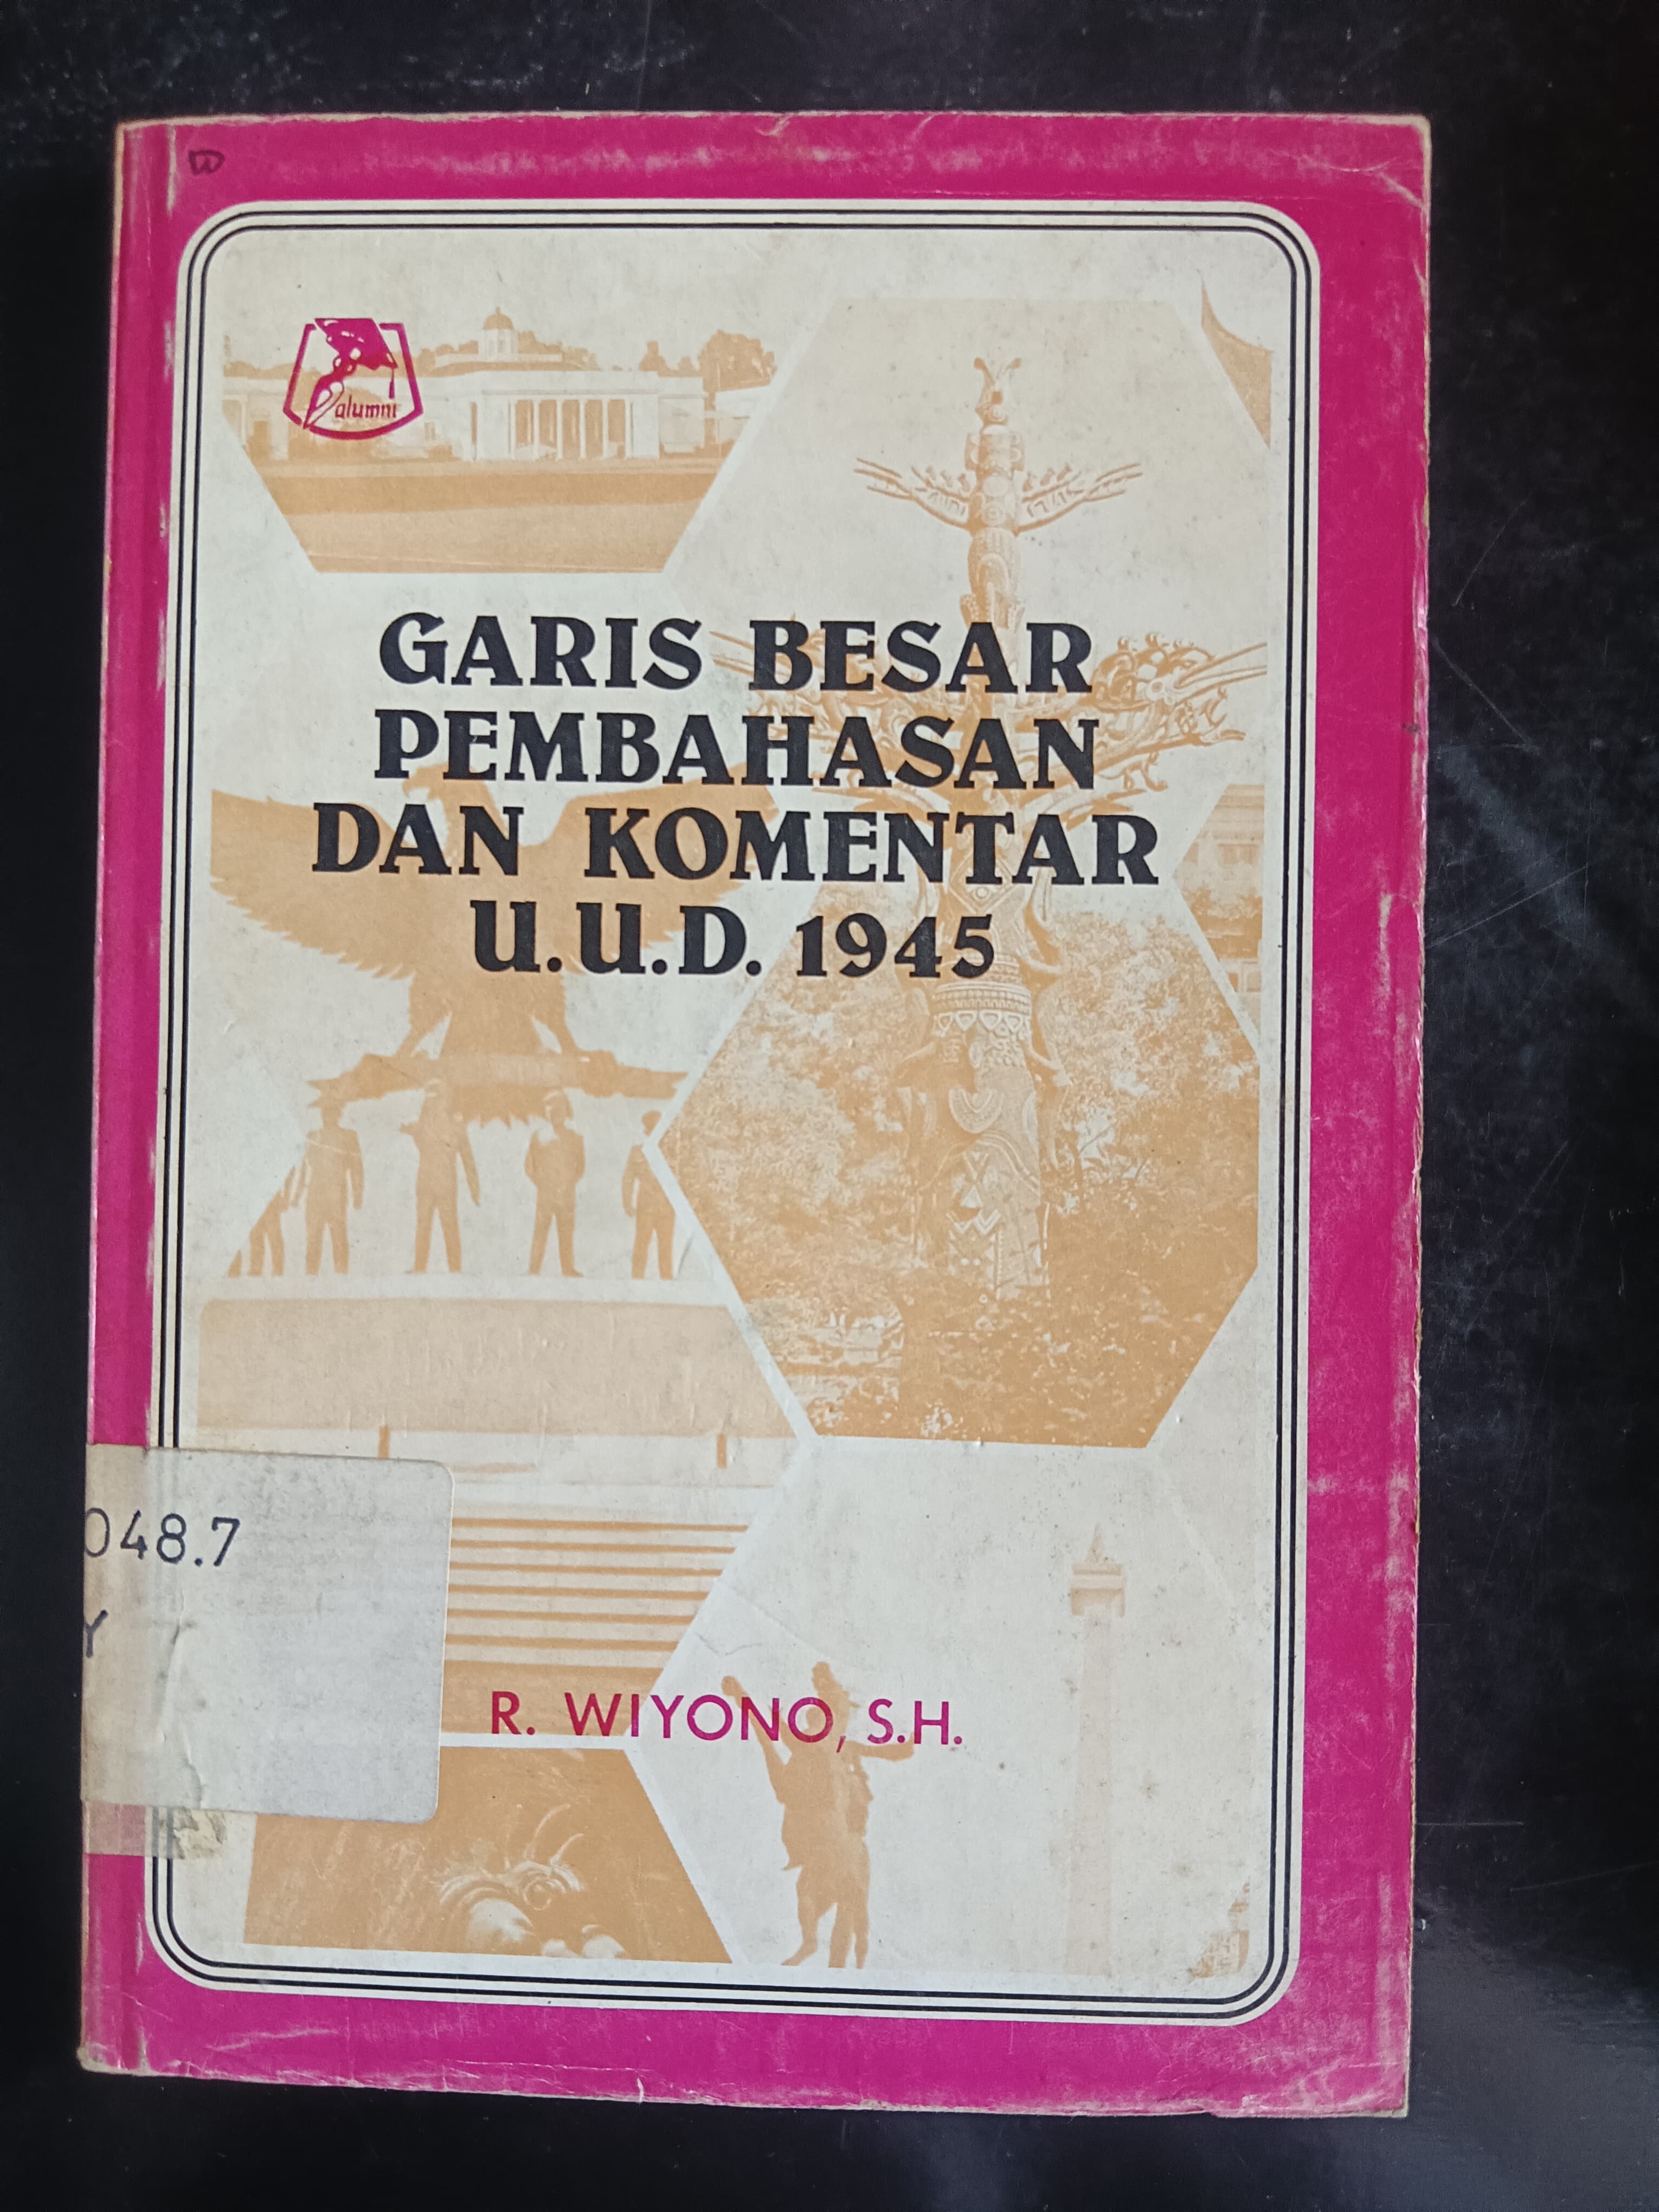 alumni
GARIS BESAR
PEMBAHASAN
DAN KOMENTAR
U.U.D. 1945
048.7
Y
R. WIYONO, S.H.